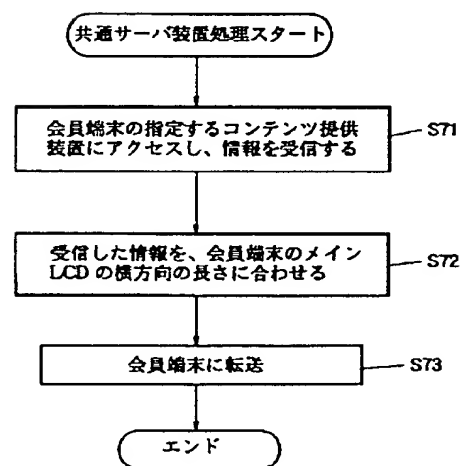 共通サーバ装置処理スタート
会員端末の指定するコンテンツ提供
装置にアクセスし、情報を受信する
S71
受信した情報を、会員端末のメイン
LCDの横方向の長さに合わせる
S72
会員端末に転送
S73
エンド